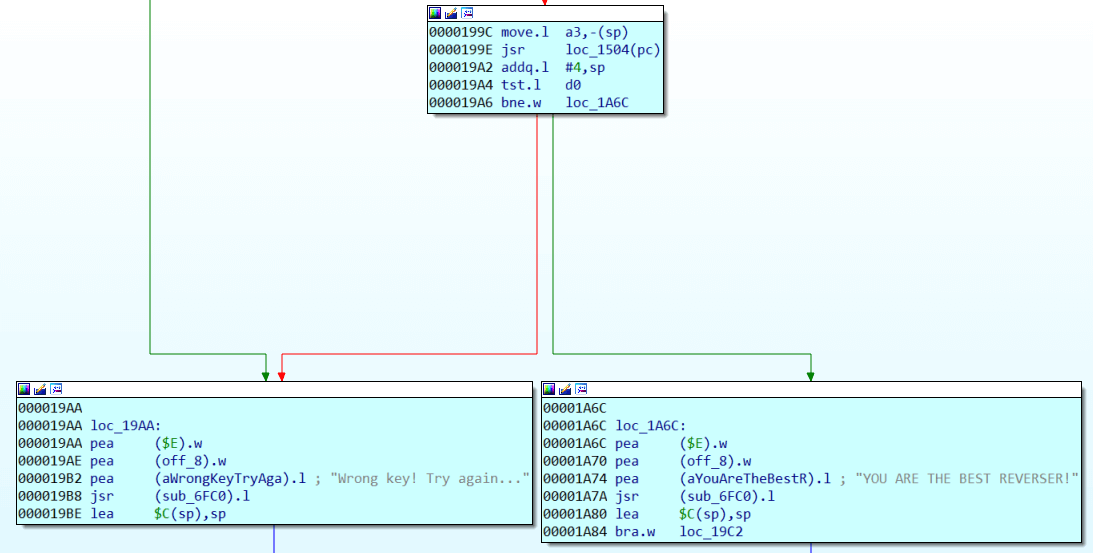 0000199C move.l  a3,-(sp)
0000199E jsr     loc_1504(pc)
000019A2 addq.l  #4,sp
000019A4 tst.l   d0
000019A6 bne.w   loc_1A6C
000019AA
000019AA loc_19AA:
000019AA pea     ($E).w
000019AE pea     (off_8).w
000019B2 pea     (aWrongKeyTryAga).l ; "Wrong key! Try again..."
000019B8 jsr     (sub_6FC0).l
000019BE lea     $C(sp),sp
00001A6C
00001A6C loc_1A6C:
00001A6C pea     ($E).w
00001A70 pea     (off_8).w
00001A74 pea     (aYouAreTheBestR).l ; "YOU ARE THE BEST REVERSER!"
00001A7A jsr     (sub_6FC0).l
00001A80 lea     $C(sp),sp
00001A84 bra.w   loc_19C2